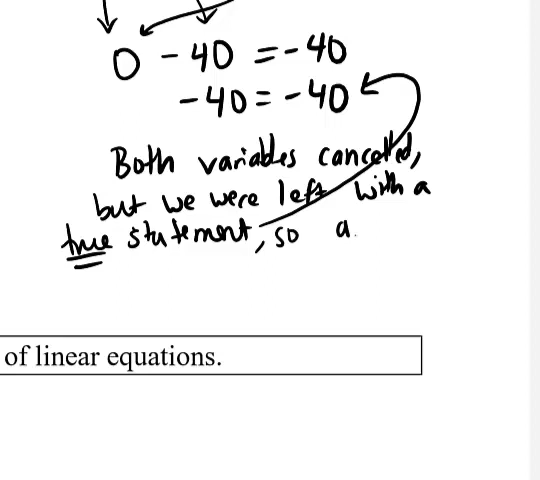 0 - 40 = -40
-40 = -40
Both variables cancelled,
but we were left with a
true statement, so a
of linear equations.